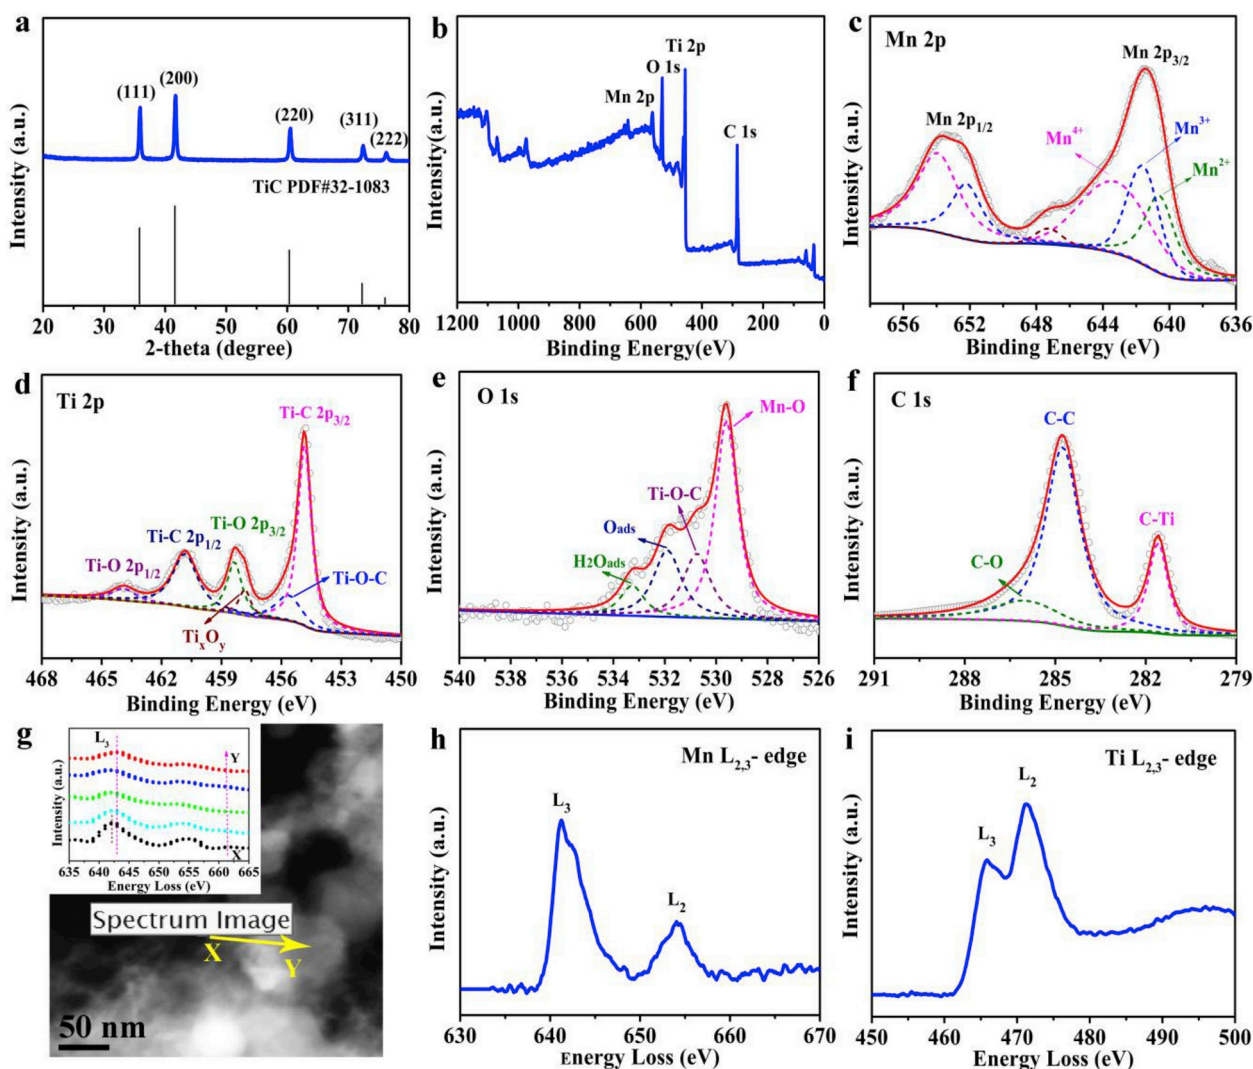 a
(111)
(200)
(220)
(311)
(222)
TiC PDF#32-1083
Intensity (a.u.)
20 30 40 50 60 70 80
2-theta (degree)
b
Ti 2p
O 1s
Mn 2p
C 1s
Intensity(a.u.)
1200 1000 800 600 400 200 0
Binding Energy(eV)
c
Mn 2p
Mn 2p3/2
Mn 2p1/2
Mn4+
Mn3+
Mn2+
Intensity (a.u.)
656 652 648 644 640 636
Binding Energy (eV)
d
Ti 2p
Ti-C 2p3/2
Ti-O 2p3/2
Ti-C 2p1/2
Ti-O 2p1/2
Ti-O-C
TixOy
Intensity (a.u.)
468 465 462 459 456 453 450
Binding Energy (eV)
e
O 1s
Mn-O
Ti-O-C
Oads
H2Oads
Intensity (a.u.)
540 538 536 534 532 530 528 526
Binding Energy (eV)
f
C 1s
C-C
C-Ti
C-O
Intensity (a.u.)
291 288 285 282 279
Binding Energy (eV)
g
L3
Y
X
Intensity (a.u.)
635 640 645 650 655 660 665
Energy Loss (eV)
Spectrum Image
X
Y
50 nm
h
Mn L2,3- edge
L3
L2
Intensity (a.u.)
630 640 650 660 670
Energy Loss (eV)
i
Ti L2,3- edge
L2
L3
Intensity (a.u.)
450 460 470 480 490 500
Energy Loss (eV)